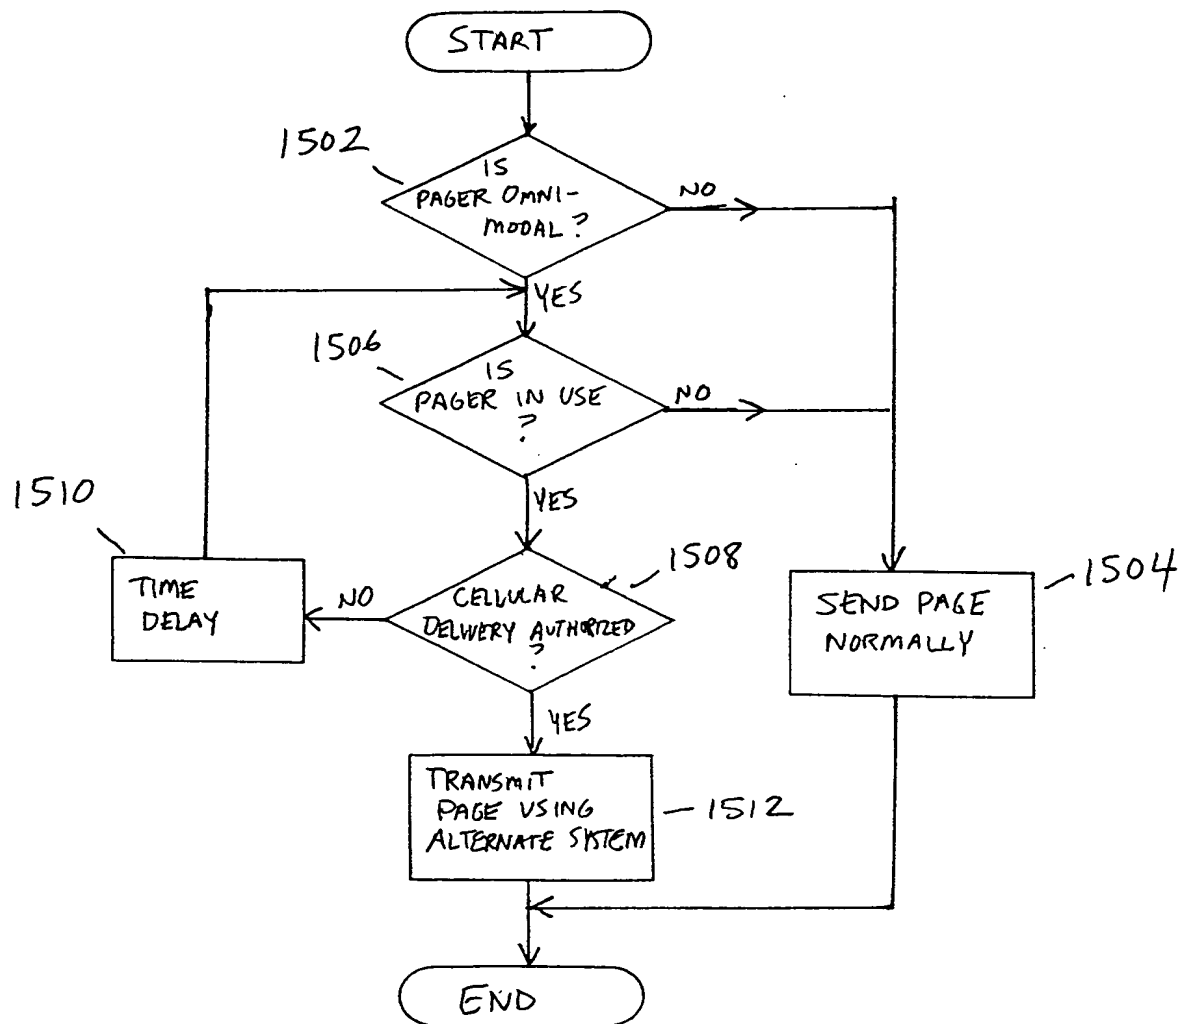 START
1502
IS
PAGER OMNI-
MODAL?
NO
YES
1506
IS
PAGER IN USE
?
NO
1510
YES
1508
TIME
DELAY
NO
CELLULAR
DELIVERY AUTHORIZED
?
1504
SEND PAGE
NORMALLY
YES
TRANSMIT
PAGE USING
ALTERNATE SYSTEM
1512
END